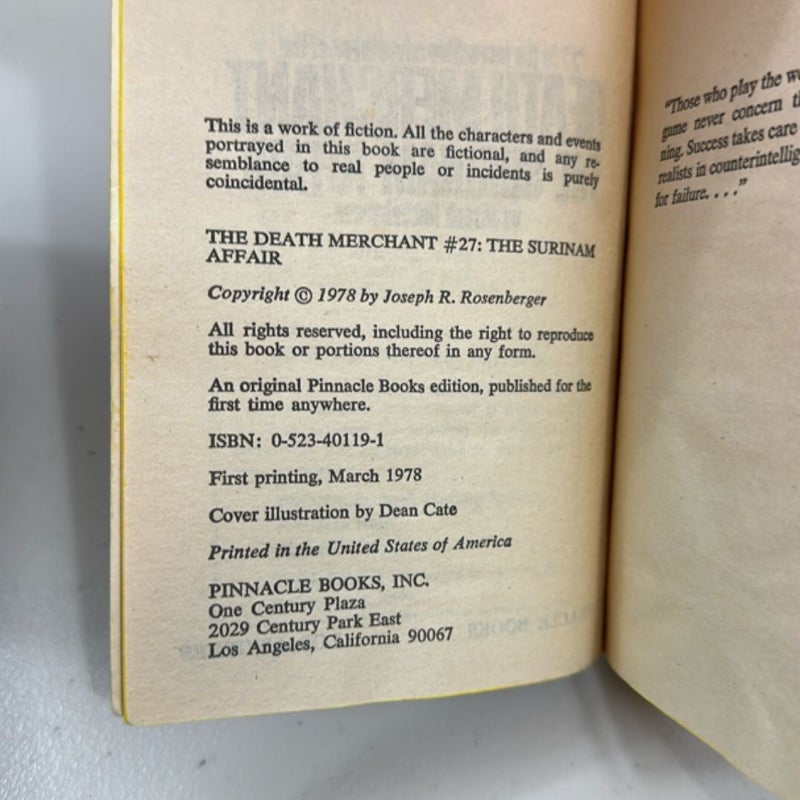 This is a work of fiction. All the characters and events
portrayed in this book are fictional, and any re-
semblance to real people or incidents is purely
coincidental.
THE DEATH MERCHANT #27: THE SURINAM
AFFAIR
Copyright © 1978 by Joseph R. Rosenberger
All rights reserved, including the right to reproduce
this book or portions thereof in any form.
An original Pinnacle Books edition, published for the
first time anywhere.
ISBN: 0-523-40119-1
First printing, March 1978
Cover illustration by Dean Cate
Printed in the United States of America
PINNACLE BOOKS, INC.
One Century Plaza
2029 Century Park East
Los Angeles, California 90067
"Those who play the
game never concern
ning. Success takes care
realists in counterintellig
for failure. . . ."